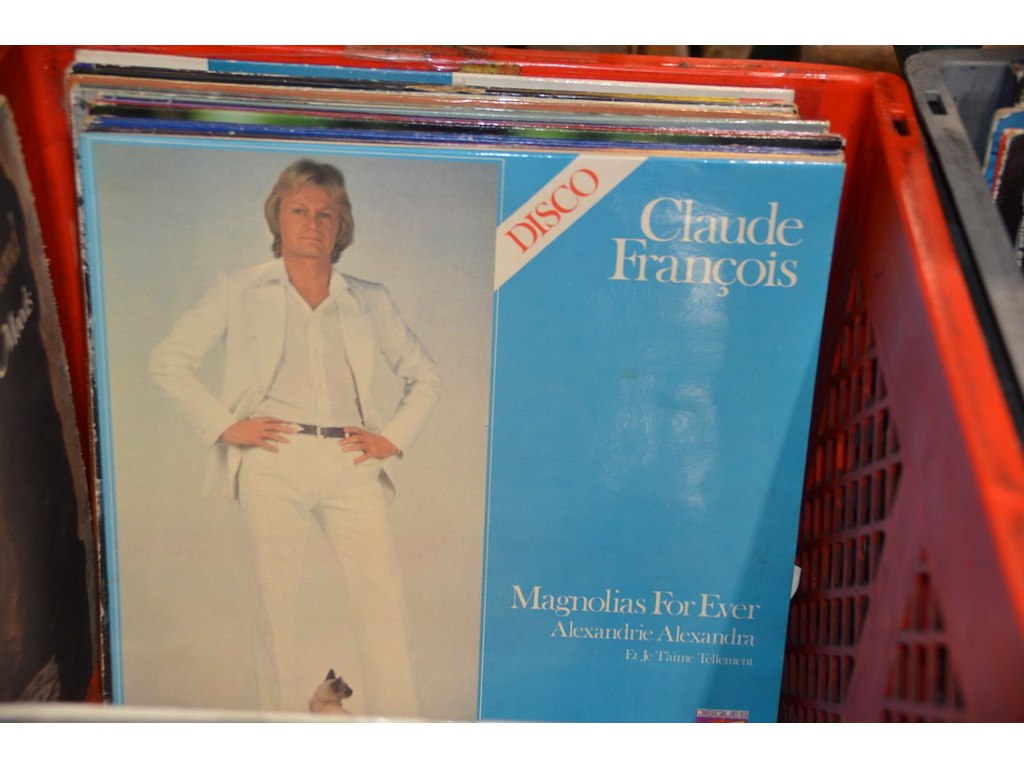 DISCO
Claude
François
Magnolias For Ever
Alexandrie Alexandra
Et Je T'aime Tellement
DISQUES